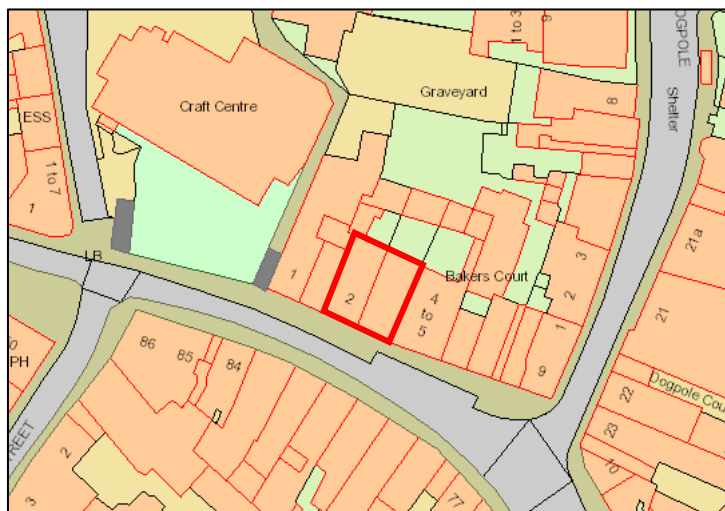 1 to 3
9
DOGPOLE
Craft Centre
Graveyard
Shelter
8
ESS
1 to 7
1
LB
1
2
4
to
5
Bakers Court
3
2
1
9
21a
21
Dogpole Cou
22
23
10
PH
86
85
84
TREET
2
3
77